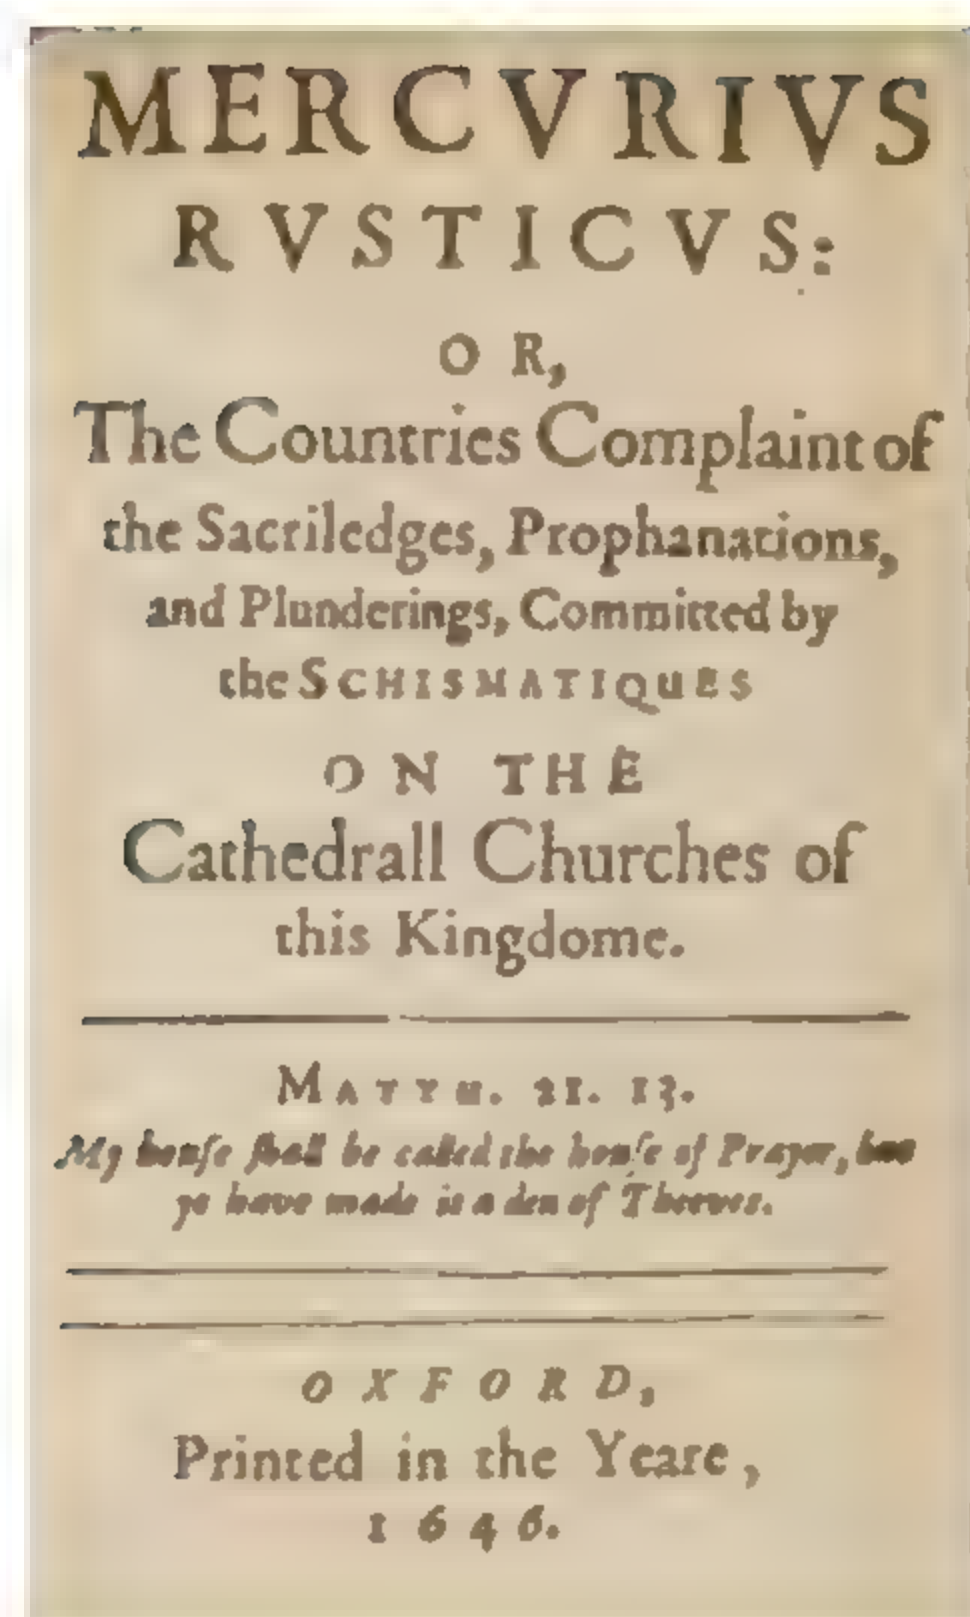 MERCVRIVS
RVSTICVS:
OR,
The Countries Complaint of
the Sacriledges, Prophanations,
and Plunderings, Committed by
the SCHISMATIQUES
ON THE
Cathedrall Churches of
this Kingdome.
MATTH. 21. 13.
My houſe ſhall be called the houſe of Prayer, but
ye have made it a den of Theeves.
OXFORD,
Printed in the Yeare,
1646.